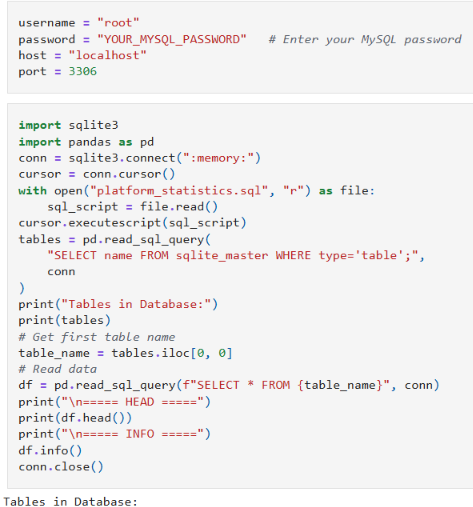 username = "root"
password = "YOUR_MYSQL_PASSWORD"   # Enter your MySQL password
host = "localhost"
port = 3306
import sqlite3
import pandas as pd
conn = sqlite3.connect(":memory:")
cursor = conn.cursor()
with open("platform_statistics.sql", "r") as file:
    sql_script = file.read()
cursor.executescript(sql_script)
tables = pd.read_sql_query(
    "SELECT name FROM sqlite_master WHERE type='table';",
    conn
)
print("Tables in Database:")
print(tables)
# Get first table name
table_name = tables.iloc[0, 0]
# Read data
df = pd.read_sql_query(f"SELECT * FROM {table_name}", conn)
print("\n===== HEAD =====")
print(df.head())
print("\n===== INFO =====")
df.info()
conn.close()
Tables in Database: